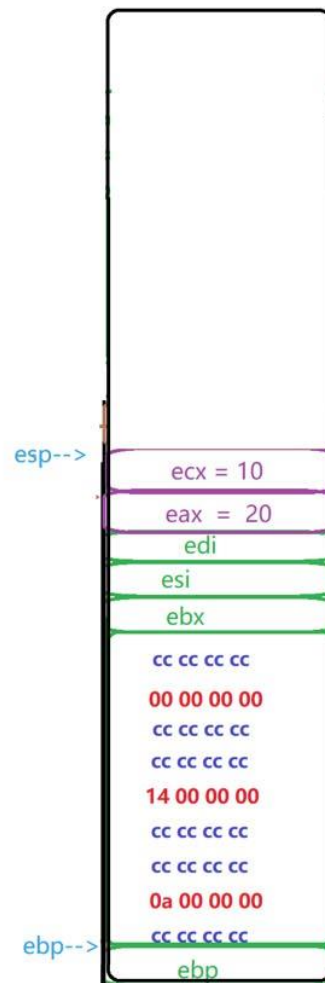 esp-->
ecx = 10
eax = 20
edi
esi
ebx
cc cc cc cc
00 00 00 00
cc cc cc cc
cc cc cc cc
14 00 00 00
cc cc cc cc
cc cc cc cc
0a 00 00 00
cc cc cc cc
ebp-->
ebp